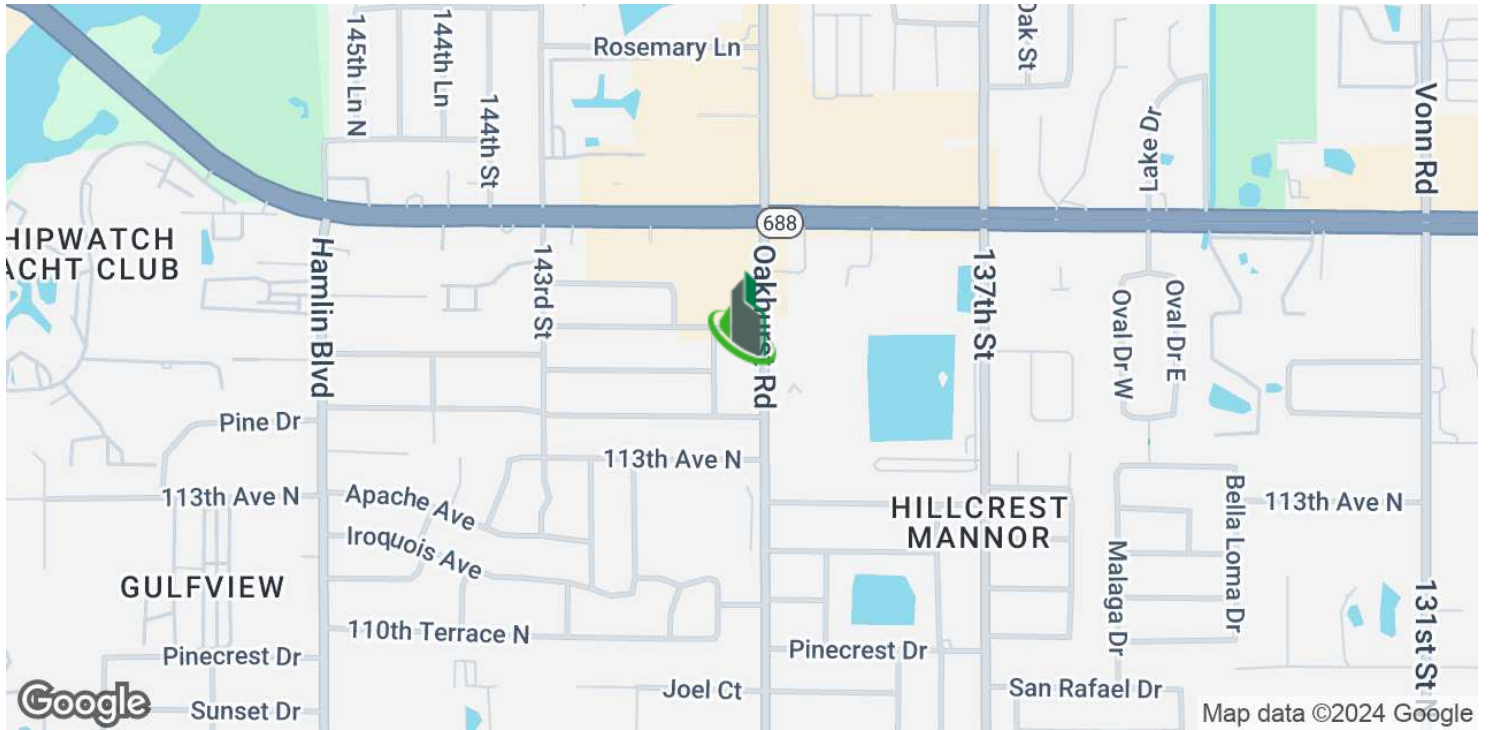 145th Ln N
144th Ln
144th St
Rosemary Ln
Oak St
Lake Dr
Vonn Rd
688
HIPWATCH
ACHT CLUB
Hamlin Blvd
143rd St
Rd
137th St
Oval Dr W
Oval Dr E
Pine Dr
113th Ave N
113th Ave N
Apache Ave
Iroquois Ave
HILLCREST
MANNOR
113th Ave N
Bella Loma Dr
Malaga Dr
GULFVIEW
110th Terrace N
131st St N
Pinecrest Dr
Pinecrest Dr
Joel Ct
San Rafael Dr
Sunset Dr
Google
Map data ©2024 Google